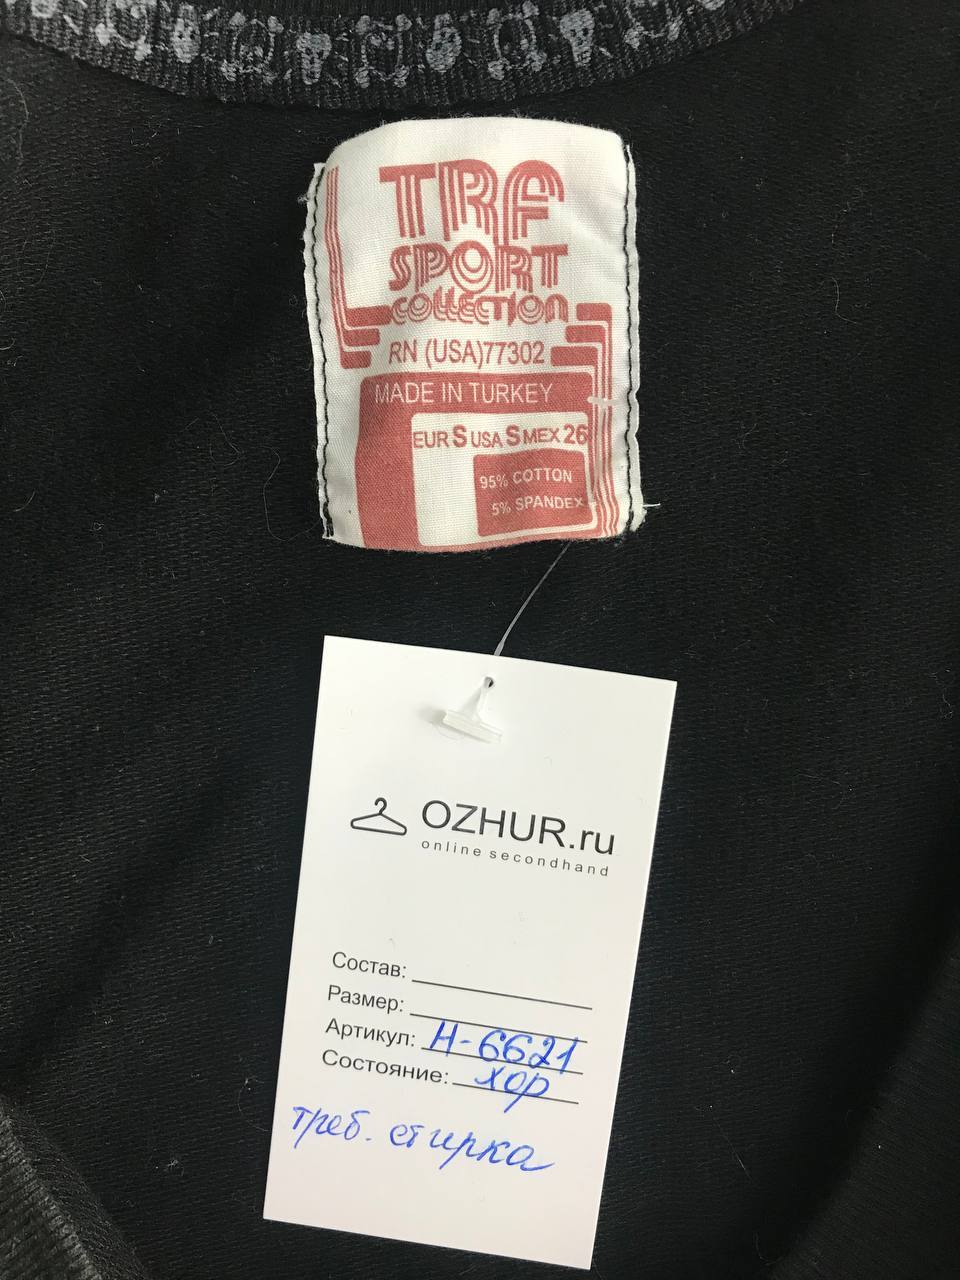 TRF
SPORT
COLLECTION
RN (USA)77302
MADE IN TURKEY
EUR S USA S MEX 26
95% COTTON
5% SPANDEX
OZHUR.ru
online secondhand
Состав:
Размер:
Артикул: Н-6621
Состояние: хор
треб. стирка